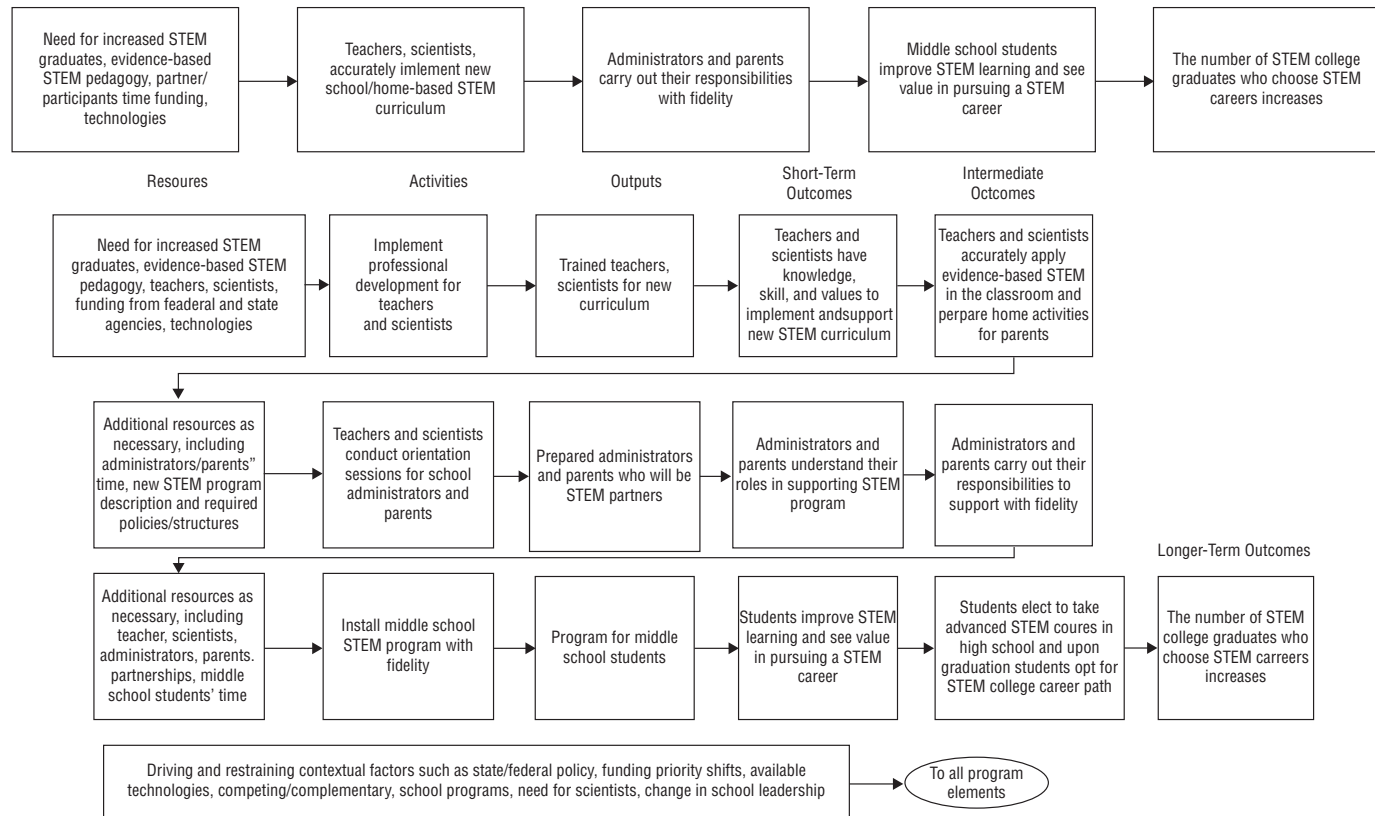 Need for increased STEM
graduates, evidence-based
STEM pedagogy, partner/
participants time funding,
technologies
Teachers, scientists,
accurately imlement new
school/home-based STEM
curriculum
Administrators and parents
carry out their responsibilities
with fidelity
Middle school students
improve STEM learning and see
value in pursuing a STEM
career
The number of STEM college
graduates who choose STEM
careers increases
Resoures
Activities
Outputs
Short-Term
Outcomes
Intermediate
Octcomes
Need for increased STEM
graduates, evidence-based STEM
pedagogy, teachers, scientists,
funding from feaderal and state
agencies, technologies
Implement
professional
development for
teachers
and scientists
Trained teachers,
scientists for new
curriculum
Teachers and
scientists have
knowledge,
skill, and values to
implement andsupport
new STEM curriculum
Teachers and scientists
accurately apply
evidence-based STEM
in the classroom and
perpare home activities
for parents
Additional resources as
necessary, including
administrators/parents”
time, new STEM program
description and required
policies/structures
Teachers and scientists
conduct orientation
sessions for school
administrators and
parents
Prepared administrators
and parents who will be
STEM partners
Administrators and
parents understand their
roles in supporting STEM
program
Administrators and
parents carry out their
responsibilities to
support with fidelity
Longer-Term Outcomes
Additional resources as
necessary, including
teacher, scientists,
administrators, parents.
partnerships, middle
school students’ time
Install middle school
STEM program with
fidelity
Program for middle
school students
Students improve STEM
learning and see value
in pursuing a STEM
career
Students elect to take
advanced STEM coures in
high school and upon
graduation students opt for
STEM college career path
The number of STEM
college graduates who
choose STEM carreers
increases
Driving and restraining contextual factors such as state/federal policy, funding priority shifts, available
technologies, competing/complementary, school programs, need for scientists, change in school leadership
To all program
elements